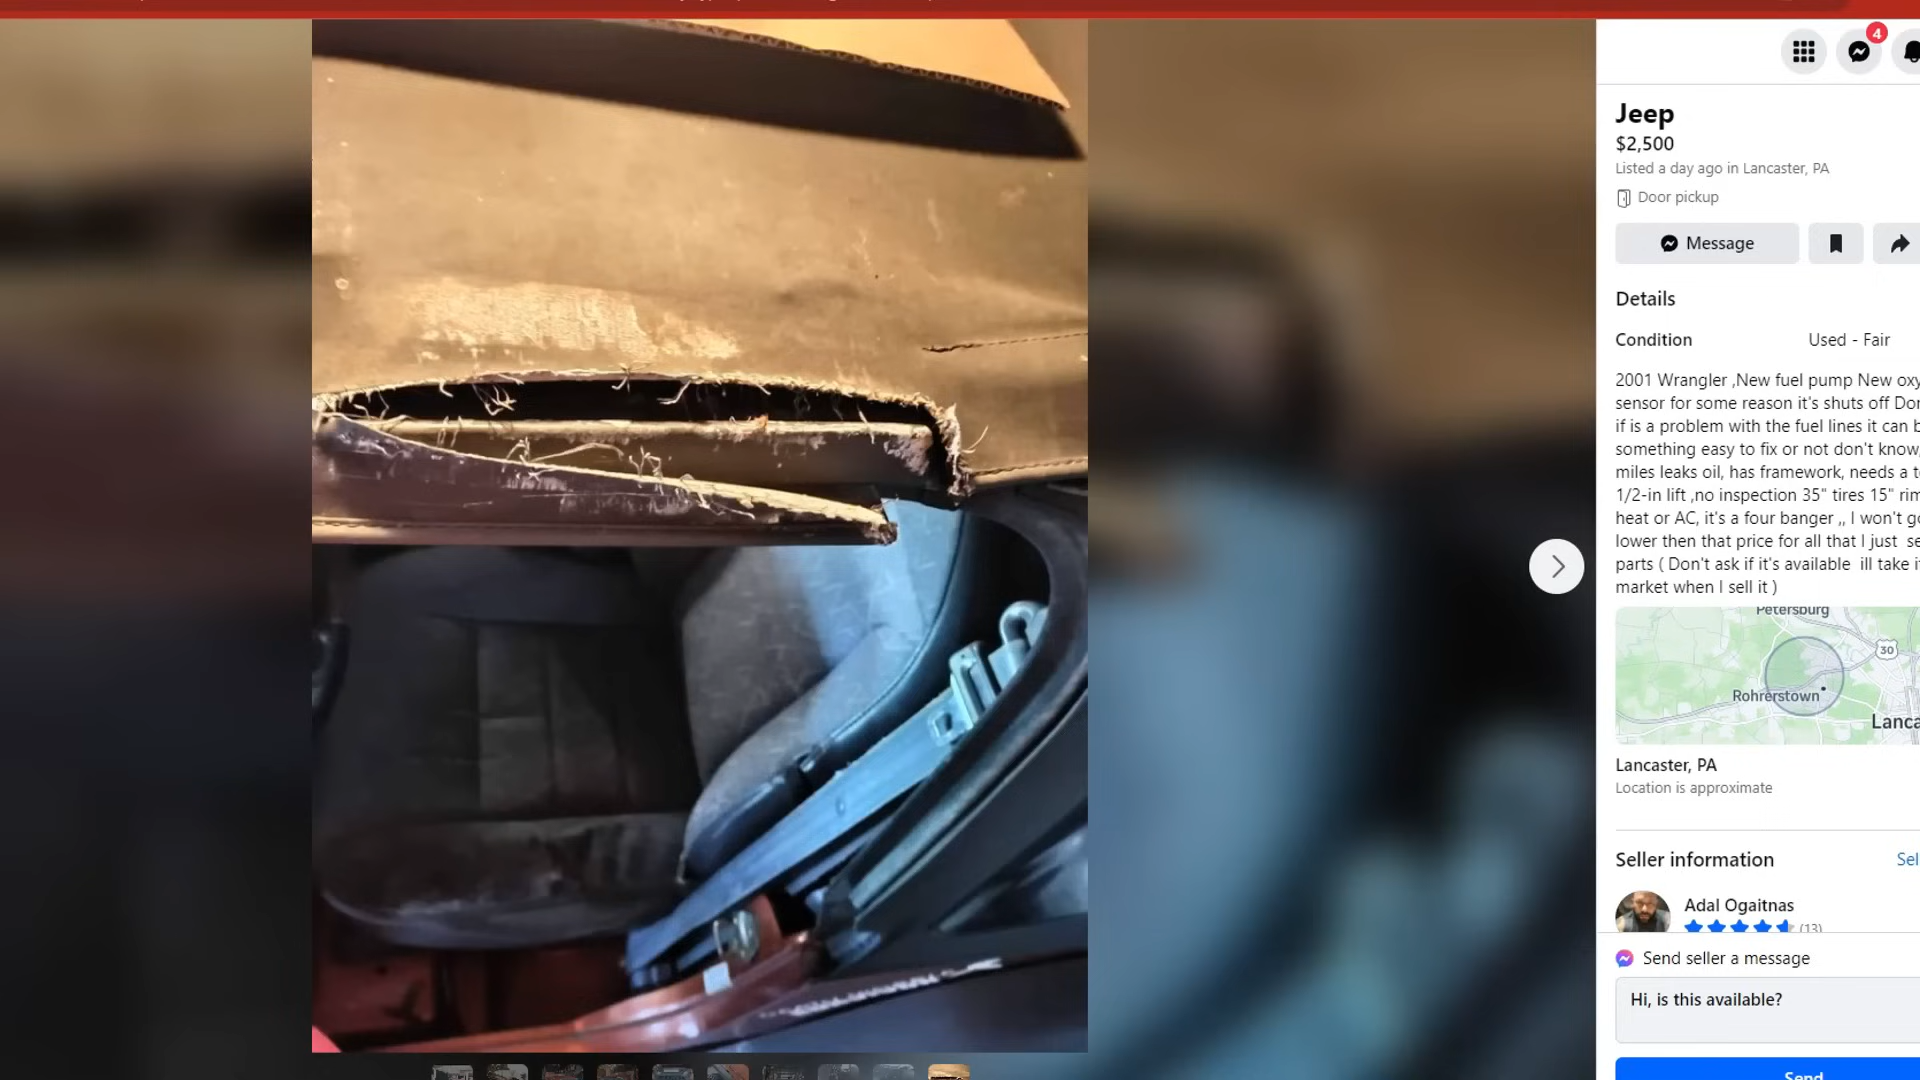 4
Jeep
$2,500
Listed a day ago in Lancaster, PA
Door pickup
Message
Details
Condition Used - Fair
2001 Wrangler ,New fuel pump New oxy
sensor for some reason it's shuts off Don
if is a problem with the fuel lines it can b
something easy to fix or not don't know,
miles leaks oil, has framework, needs a t
1/2-in lift ,no inspection 35" tires 15" rim
heat or AC, it's a four banger ,, I won't go
lower then that price for all that I just se
parts ( Don't ask if it's available ill take i
market when I sell it )
Petersburg
30
Rohrerstown
Lanca
Lancaster, PA
Location is approximate
Seller information Sel
Adal Ogaitnas
(13)
Send seller a message
Hi, is this available?
Send